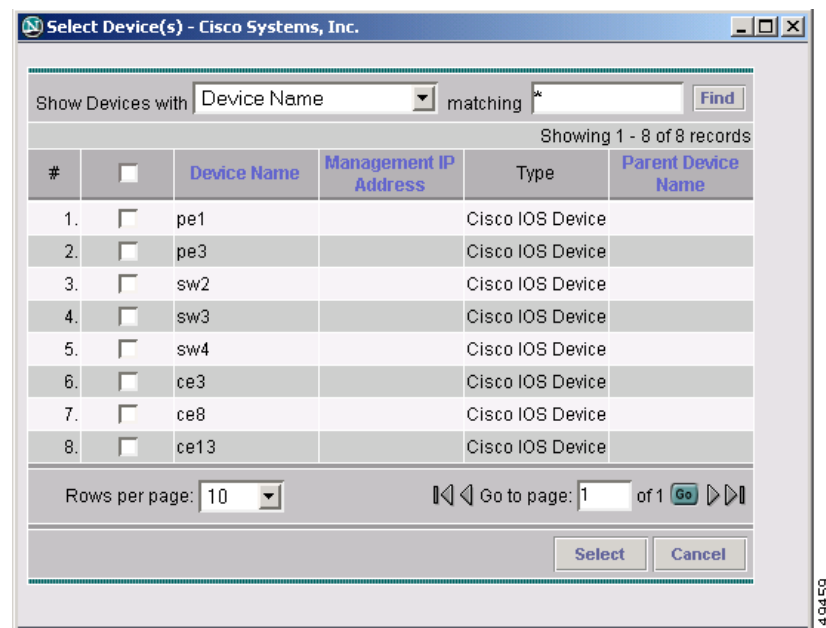 Select Device(s) - Cisco Systems, Inc.
Show Devices with Device Name matching * Find
Showing 1 - 8 of 8 records
# Device Name Management IP Address Type Parent Device Name
1. pe1 Cisco IOS Device
2. pe3 Cisco IOS Device
3. sw2 Cisco IOS Device
4. sw3 Cisco IOS Device
5. sw4 Cisco IOS Device
6. ce3 Cisco IOS Device
7. ce8 Cisco IOS Device
8. ce13 Cisco IOS Device
Rows per page: 10 Go to page: 1 of 1 Go
Select Cancel
49459